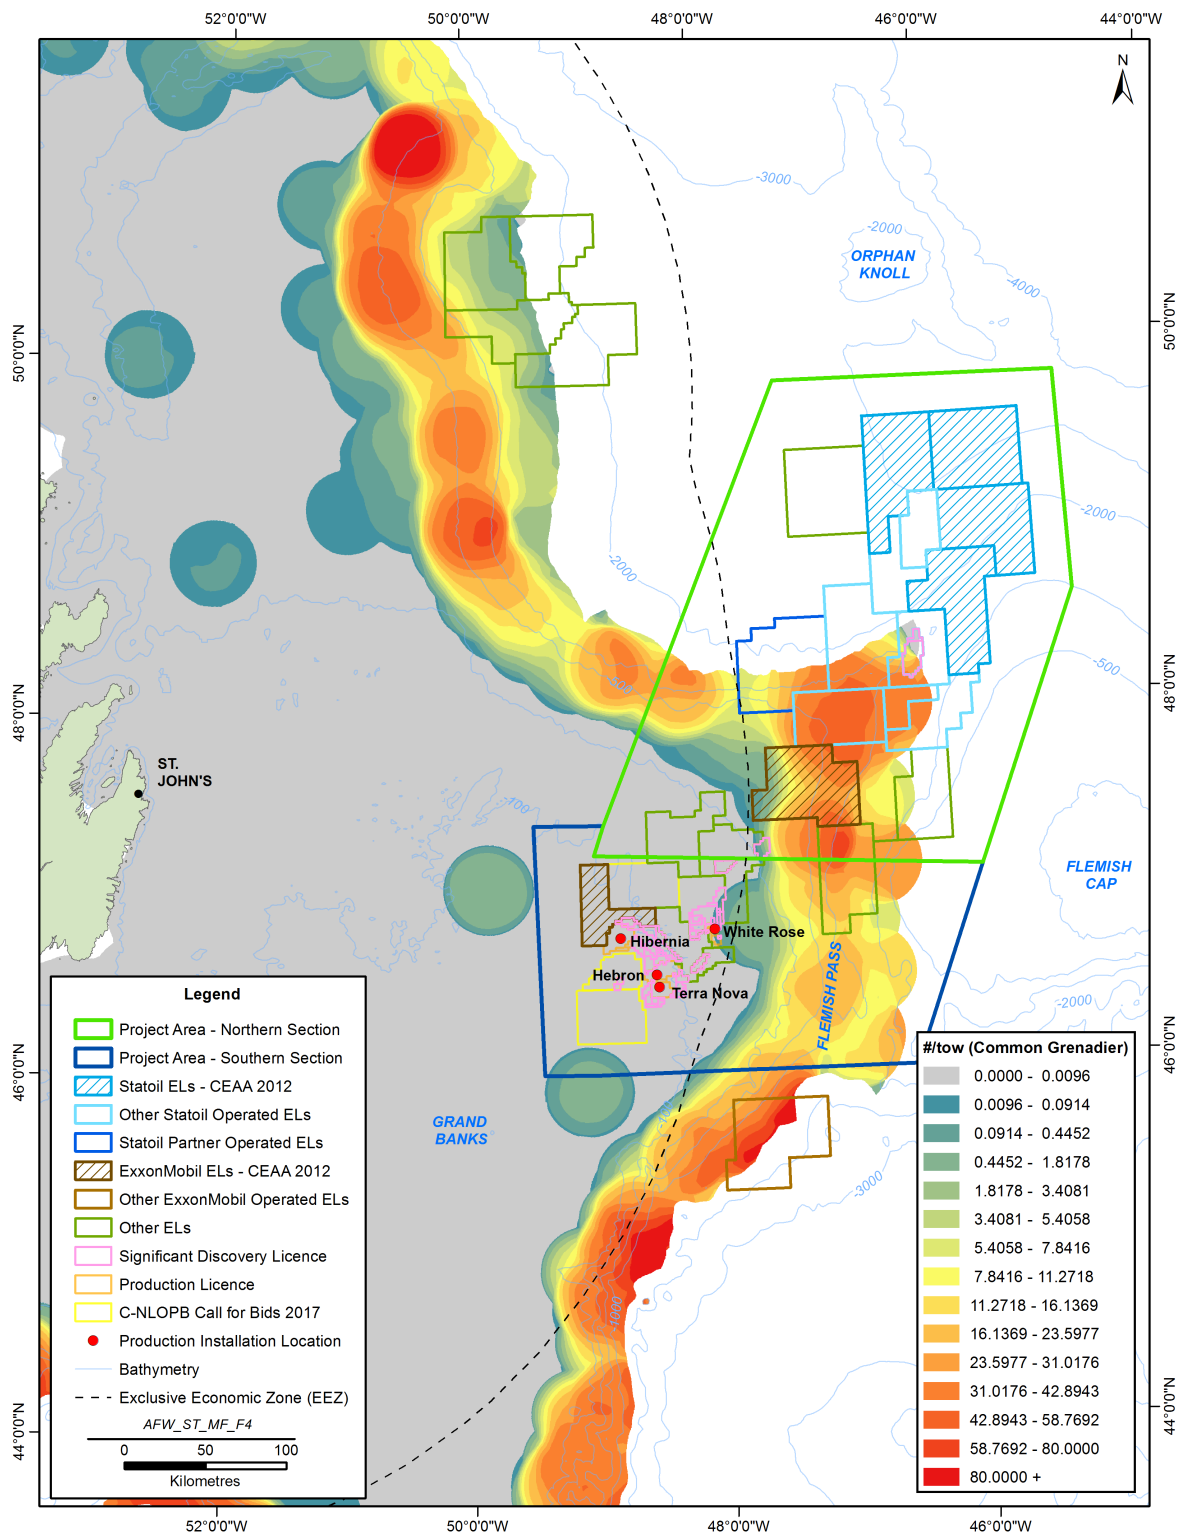 52°0'0"W
50°0'0"W
48°0'0"W
46°0'0"W
44°0'0"W
N
-3000
-2000
ORPHAN
KNOLL
-4000
50°0'0"N
50°0'0"N
-2000
-2000
-500
-500
48°0'0"N
48°0'0"N
ST.
JOHN'S
-100
FLEMISH
CAP
White Rose
Hibernia
Hebron
Terra Nova
FLEMISH PASS
-2000
46°0'0"N
46°0'0"N
GRAND
BANKS
-100
-3000
-1000
44°0'0"N
44°0'0"N
Legend
Project Area - Northern Section
Project Area - Southern Section
Statoil ELs - CEAA 2012
Other Statoil Operated ELs
Statoil Partner Operated ELs
ExxonMobil ELs - CEAA 2012
Other ExxonMobil Operated ELs
Other ELs
Significant Discovery Licence
Production Licence
C-NLOPB Call for Bids 2017
Production Installation Location
Bathymetry
Exclusive Economic Zone (EEZ)
AFW_ST_MF_F4
0 50 100
Kilometres
#/tow (Common Grenadier)
0.0000 - 0.0096
0.0096 - 0.0914
0.0914 - 0.4452
0.4452 - 1.8178
1.8178 - 3.4081
3.4081 - 5.4058
5.4058 - 7.8416
7.8416 - 11.2718
11.2718 - 16.1369
16.1369 - 23.5977
23.5977 - 31.0176
31.0176 - 42.8943
42.8943 - 58.7692
58.7692 - 80.0000
80.0000 +
52°0'0"W
50°0'0"W
48°0'0"W
46°0'0"W